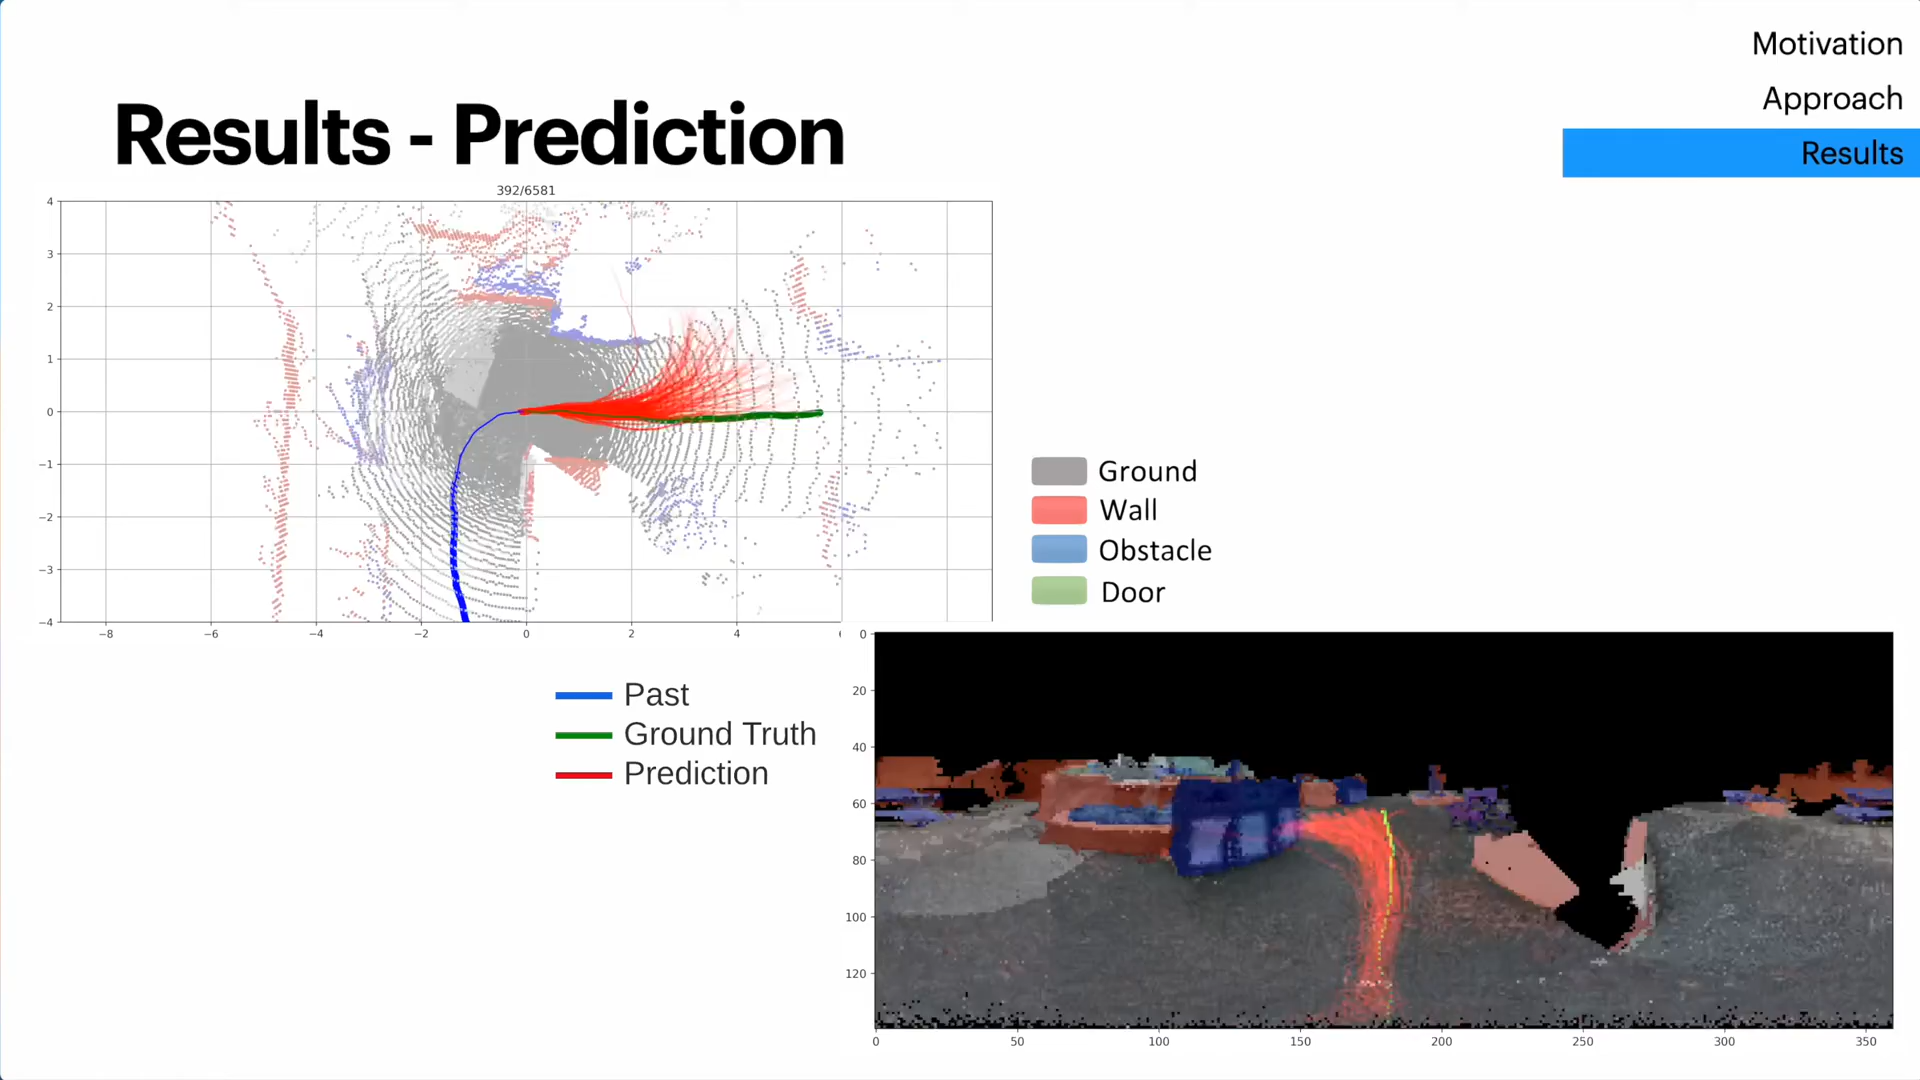 Motivation
Approach
Results
Results - Prediction
392/6581
4
3
2
1
0
−1
−2
−3
−4
−8 −6 −4 −2 0 2 4
Ground
Wall
Obstacle
Door
Past
Ground Truth
Prediction
0
20
40
60
80
100
120
0 50 100 150 200 250 300 350